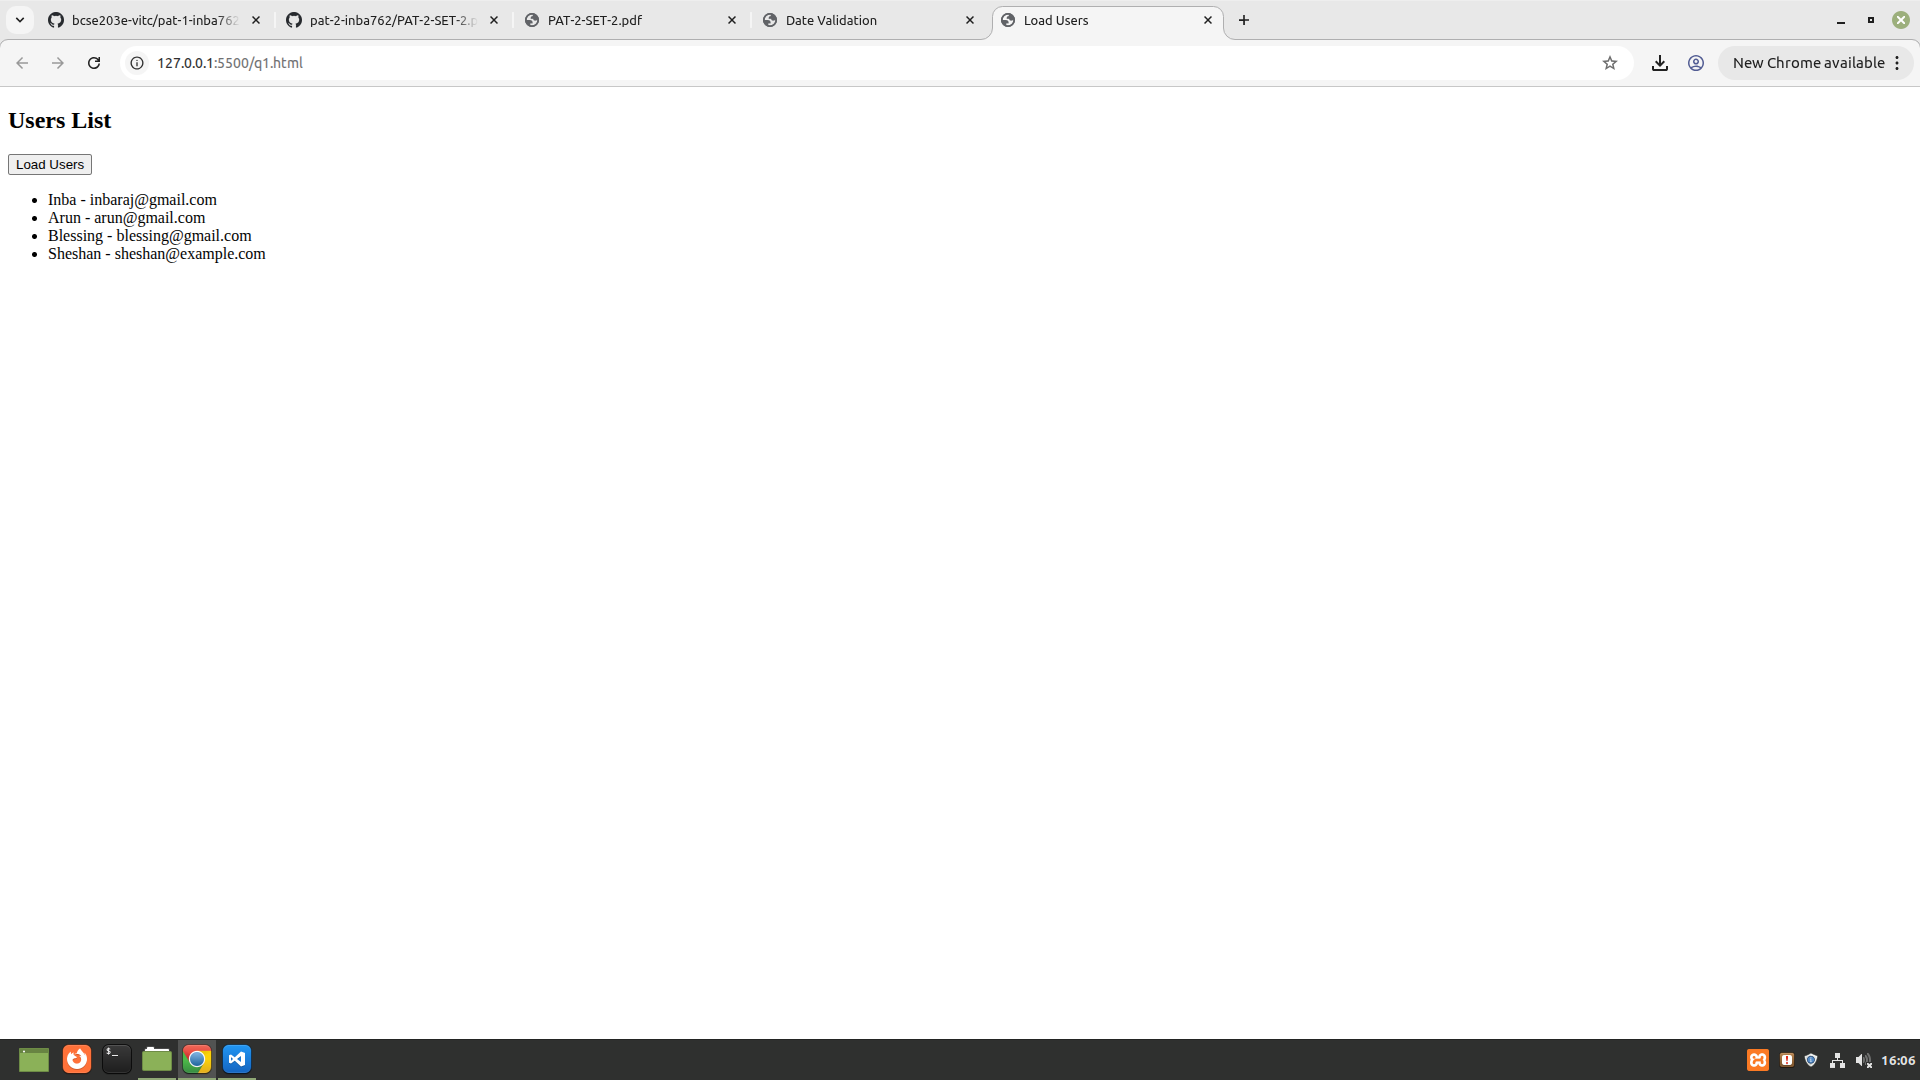 bcse203e-vitc/pat-1-inba762
pat-2-inba762/PAT-2-SET-2.p
PAT-2-SET-2.pdf
Date Validation
Load Users
127.0.0.1:5500/q1.html
New Chrome available
Users List
Load Users
Inba - inbaraj@gmail.com
Arun - arun@gmail.com
Blessing - blessing@gmail.com
Sheshan - sheshan@example.com
$_
16:06